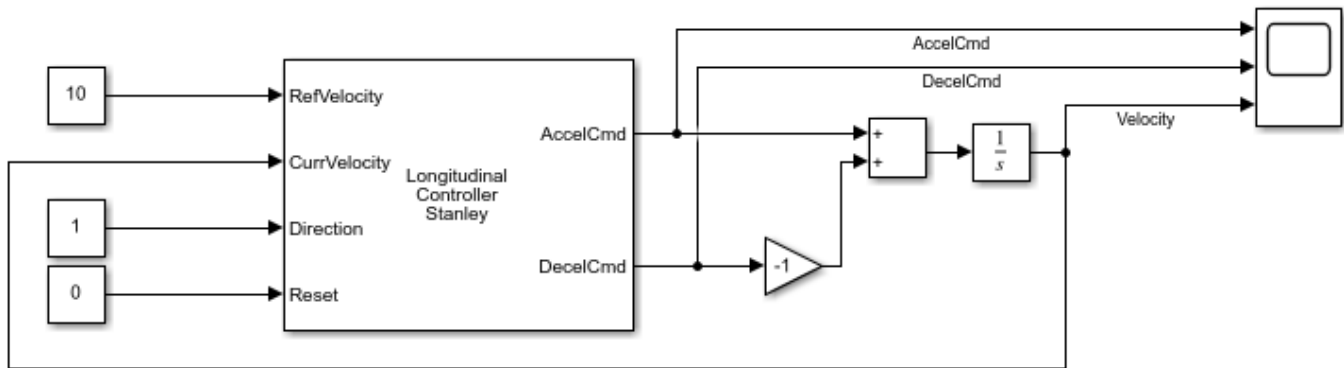 AccelCmd
DecelCmd
Velocity
10
RefVelocity
AccelCmd
+
+
1
s
CurrVelocity
Longitudinal
Controller
Stanley
1
Direction
DecelCmd
-1
0
Reset